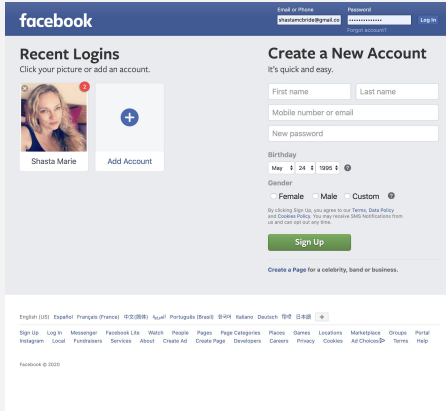 facebook
Email or Phone
Password
shastamcbride@gmail.co
••••••••••••••
Log In
Forgot account?
Recent Logins
Click your picture or add an account.
2
Shasta Marie
Add Account
Create a New Account
It's quick and easy.
First name
Last name
Mobile number or email
New password
Birthday
May 24 1995 ?
Gender
Female Male Custom ?
By clicking Sign Up, you agree to our Terms, Data Policy
and Cookies Policy. You may receive SMS Notifications from
us and can opt out any time.
Sign Up
Create a Page for a celebrity, band or business.
English (US) Español Français (France) 中文(简体) العربية Português (Brasil) 한국어 Italiano Deutsch हिन्दी 日本語 +
Sign Up Log In Messenger Facebook Lite Watch People Pages Page Categories Places Games Locations Marketplace Groups Portal
Instagram Local Fundraisers Services About Create Ad Create Page Developers Careers Privacy Cookies Ad Choices Terms Help
Facebook © 2020